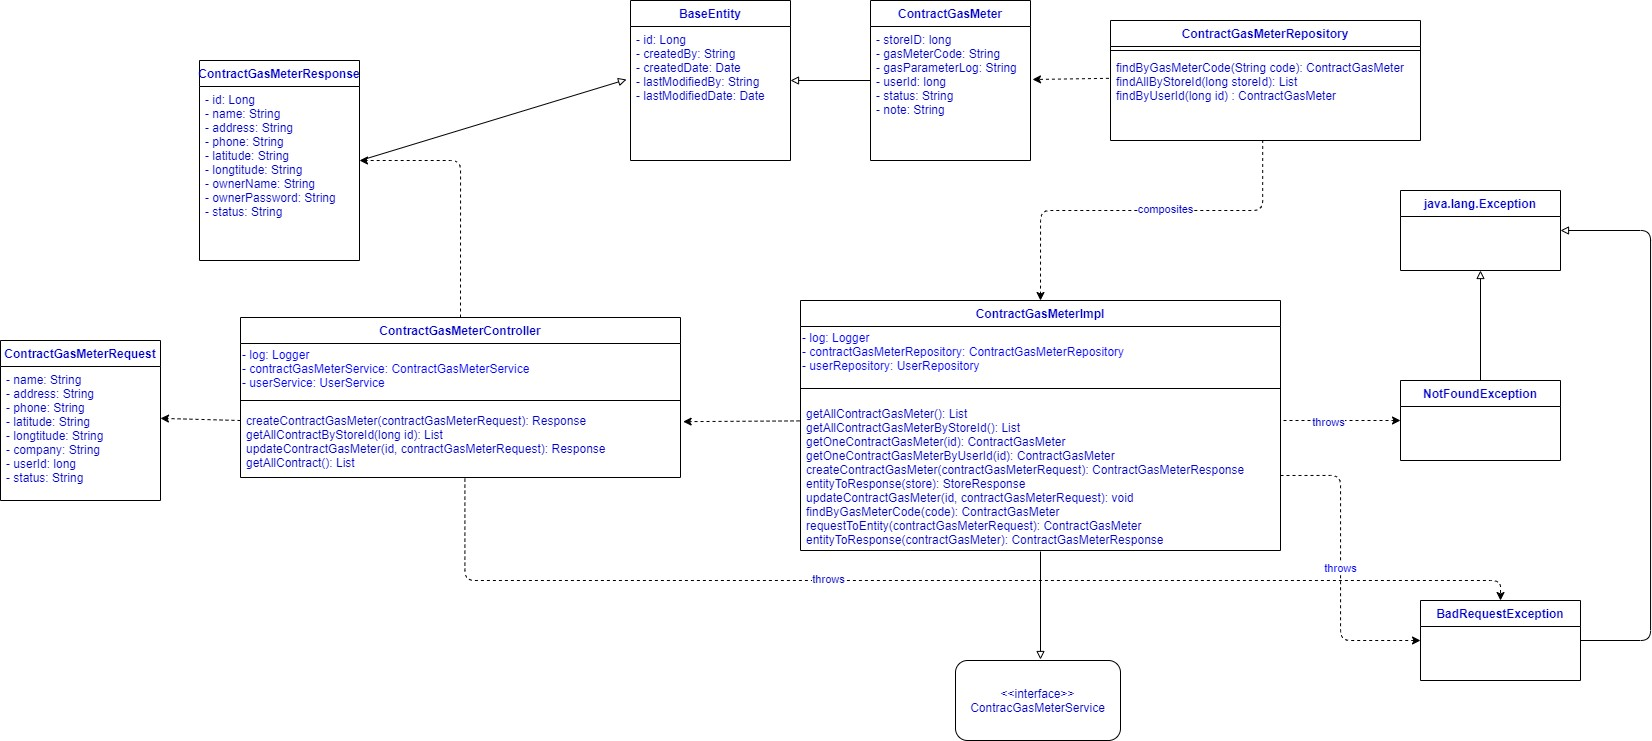 BaseEntity
- id: Long
- createdBy: String
- createdDate: Date
- lastModifiedBy: String
- lastModifiedDate: Date
ContractGasMeter
- storeID: long
- gasMeterCode: String
- gasParameterLog: String
- userId: long
- status: String
- note: String
ContractGasMeterRepository
findByGasMeterCode(String code): ContractGasMeter
findAllByStoreId(long storeId): List
findByUserId(long id) : ContractGasMeter
ContractGasMeterResponse
- id: Long
- name: String
- address: String
- phone: String
- latitude: String
- longtitude: String
- ownerName: String
- ownerPassword: String
- status: String
composites
java.lang.Exception
ContractGasMeterRequest
- name: String
- address: String
- phone: String
- latitude: String
- longtitude: String
- company: String
- userId: long
- status: String
ContractGasMeterController
- log: Logger
- contractGasMeterService: ContractGasMeterService
- userService: UserService
createContractGasMeter(contractGasMeterRequest): Response
getAllContractByStoreId(long id): List
updateContractGasMeter(id, contractGasMeterRequest): Response
getAllContract(): List
ContractGasMeterImpl
- log: Logger
- contractGasMeterRepository: ContractGasMeterRepository
- userRepository: UserRepository
getAllContractGasMeter(): List
getAllContractGasMeterByStoreId(): List
getOneContractGasMeter(id): ContractGasMeter
getOneContractGasMeterByUserId(id): ContractGasMeter
createContractGasMeter(contractGasMeterRequest): ContractGasMeterResponse
entityToResponse(store): StoreResponse
updateContractGasMeter(id, contractGasMeterRequest): void
findByGasMeterCode(code): ContractGasMeter
requestToEntity(contractGasMeterRequest): ContractGasMeter
entityToResponse(contractGasMeter): ContractGasMeterResponse
throws
NotFoundException
throws
throws
BadRequestException
<<interface>>
ContracGasMeterService